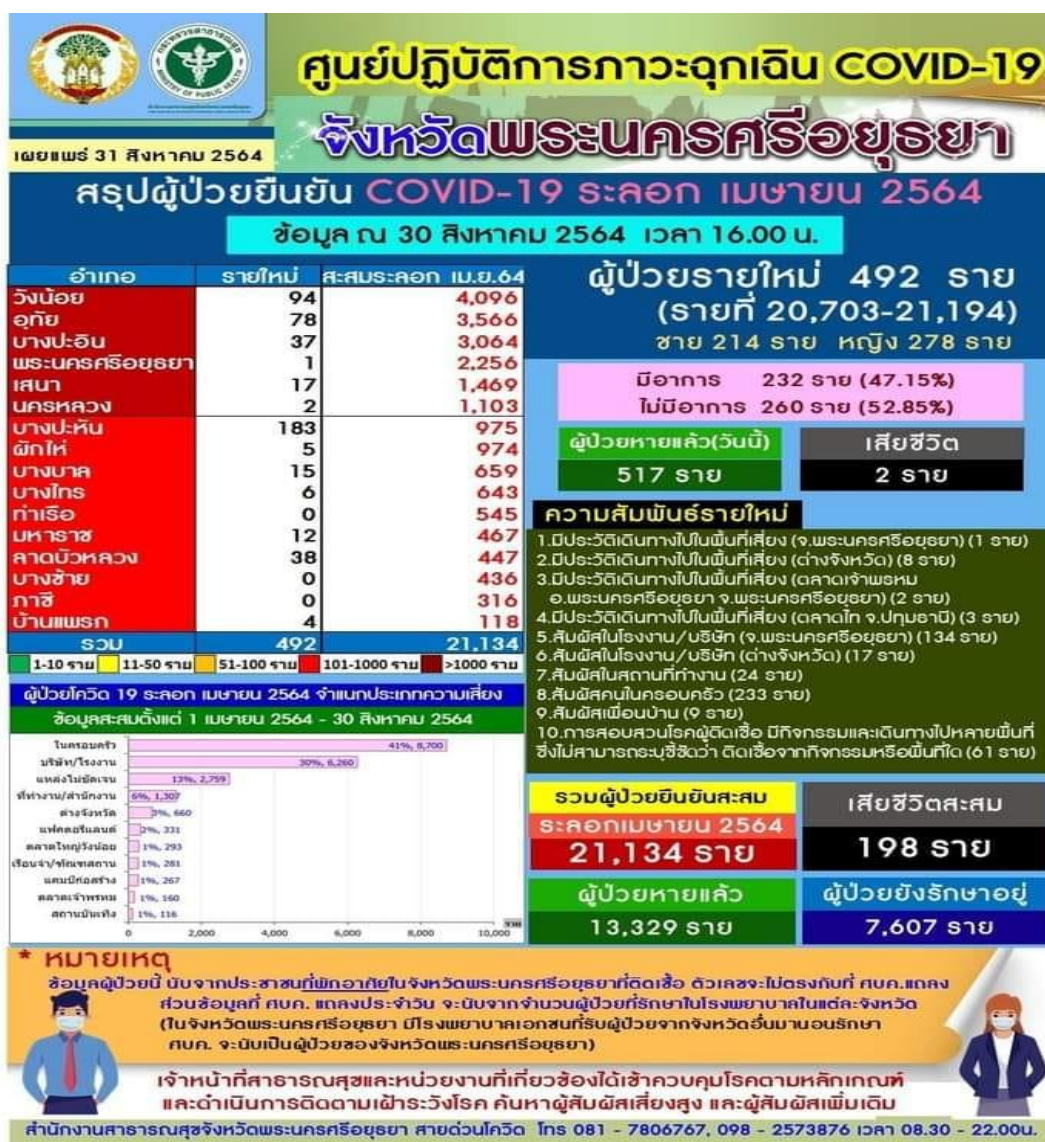 ศูนย์ปฏิบัติการภาวะฉุกเฉิน COVID-19
จังหวัดพระนครศรีอยุธยา
เผยแพร่ 31 สิงหาคม 2564
สรุปผู้ป่วยยืนยัน COVID-19 ระลอก เมษายน 2564
ข้อมูล ณ 30 สิงหาคม 2564 เวลา 16.00 น.
อำเภอ รายใหม่ สะสมระลอก เม.ย.64
วังน้อย 94 4,096
อุทัย 78 3,566
บางปะอิน 37 3,064
พระนครศรีอยุธยา 1 2,256
เสนา 17 1,469
นครหลวง 2 1,103
บางปะหัน 183 975
ผักไห่ 5 974
บางบาล 15 659
บางไทร 6 643
ท่าเรือ 0 545
มหาราช 12 467
ลาดบัวหลวง 38 447
บางซ้าย 0 436
ภาชี 0 316
บ้านแพรก 4 118
รวม 492 21,134
1-10 ราย 11-50 ราย 51-100 ราย 101-1000 ราย >1000 ราย
ผู้ป่วยรายใหม่ 492 ราย
(รายที่ 20,703-21,194)
ชาย 214 ราย หญิง 278 ราย
มีอาการ 232 ราย (47.15%)
ไม่มีอาการ 260 ราย (52.85%)
ผู้ป่วยหายแล้ว(วันนี้)
517 ราย
เสียชีวิต
2 ราย
ความสัมพันธ์รายใหม่
1.มีประวัติเดินทางไปในพื้นที่เสี่ยง (จ.พระนครศรีอยุธยา) (1 ราย)
2.มีประวัติเดินทางไปในพื้นที่เสี่ยง (ต่างจังหวัด) (8 ราย)
3.มีประวัติเดินทางไปในพื้นที่เสี่ยง (ตลาดเจ้าพรหม
อ.พระนครศรีอยุธยา จ.พระนครศรีอยุธยา) (2 ราย)
4.มีประวัติเดินทางไปในพื้นที่เสี่ยง (ตลาดไท จ.ปทุมธานี) (3 ราย)
5.สัมผัสในโรงงาน/บริษัท (จ.พระนครศรีอยุธยา) (134 ราย)
6.สัมผัสในโรงงาน/บริษัท (ต่างจังหวัด) (17 ราย)
7.สัมผัสในสถานที่ทำงาน (24 ราย)
8.สัมผัสคนในครอบครัว (233 ราย)
9.สัมผัสเพื่อนบ้าน (9 ราย)
10.การสอบสวนโรคผู้ติดเชื้อ มีกิจกรรมและเดินทางไปหลายพื้นที่
ซึ่งไม่สามารถระบุชี้ชัดว่า ติดเชื้อจากกิจกรรมหรือพื้นที่ใด (61 ราย)
ผู้ป่วยโควิด 19 ระลอก เมษายน 2564 จำแนกประเภทความเสี่ยง
ข้อมูลสะสมตั้งแต่ 1 เมษายน 2564 - 30 สิงหาคม 2564
ในครอบครัว 41%, 8,700
บริษัท/โรงงาน 30%, 6,260
แหล่งไม่ชัดเจน 13%, 2,759
ที่ทำงาน/สำนักงาน 6%, 1,307
ต่างจังหวัด 3%, 660
แฟคตอรี่แลนด์ 2%, 331
ตลาดใหญ่วังน้อย 1%, 293
เรือนจำ/ทัณฑสถาน 1%, 281
แคมป์ก่อสร้าง 1%, 267
ตลาดเจ้าพรหม 1%, 160
สถานบันเทิง 1%, 116
0 2,000 4,000 6,000 8,000 10,000 ราย
รวมผู้ป่วยยืนยันสะสม
ระลอกเมษายน 2564
21,134 ราย
เสียชีวิตสะสม
198 ราย
ผู้ป่วยหายแล้ว
13,329 ราย
ผู้ป่วยยังรักษาอยู่
7,607 ราย
* หมายเหตุ
ข้อมูลผู้ป่วยนี้ นับจากประชาชนที่พักอาศัยในจังหวัดพระนครศรีอยุธยาที่ติดเชื้อ ตัวเลขจะไม่ตรงกับที่ ศบค.แถลง
ส่วนข้อมูลที่ ศบค. แถลงประจำวัน จะนับจากจำนวนผู้ป่วยที่รักษาในโรงพยาบาลในแต่ละจังหวัด
(ในจังหวัดพระนครศรีอยุธยา มีโรงพยาบาลเอกชนที่รับผู้ป่วยจากจังหวัดอื่นมานอนรักษา
ศบค. จะนับเป็นผู้ป่วยของจังหวัดพระนครศรีอยุธยา)
เจ้าหน้าที่สาธารณสุขและหน่วยงานที่เกี่ยวข้องได้เข้าควบคุมโรคตามหลักเกณฑ์
และดำเนินการติดตามเฝ้าระวังโรค ค้นหาผู้สัมผัสเสี่ยงสูง และผู้สัมผัสเพิ่มเติม
สำนักงานสาธารณสุขจังหวัดพระนครศรีอยุธยา สายด่วนโควิด โทร 081 - 7806767, 098 - 2573876 เวลา 08.30 - 22.00น.